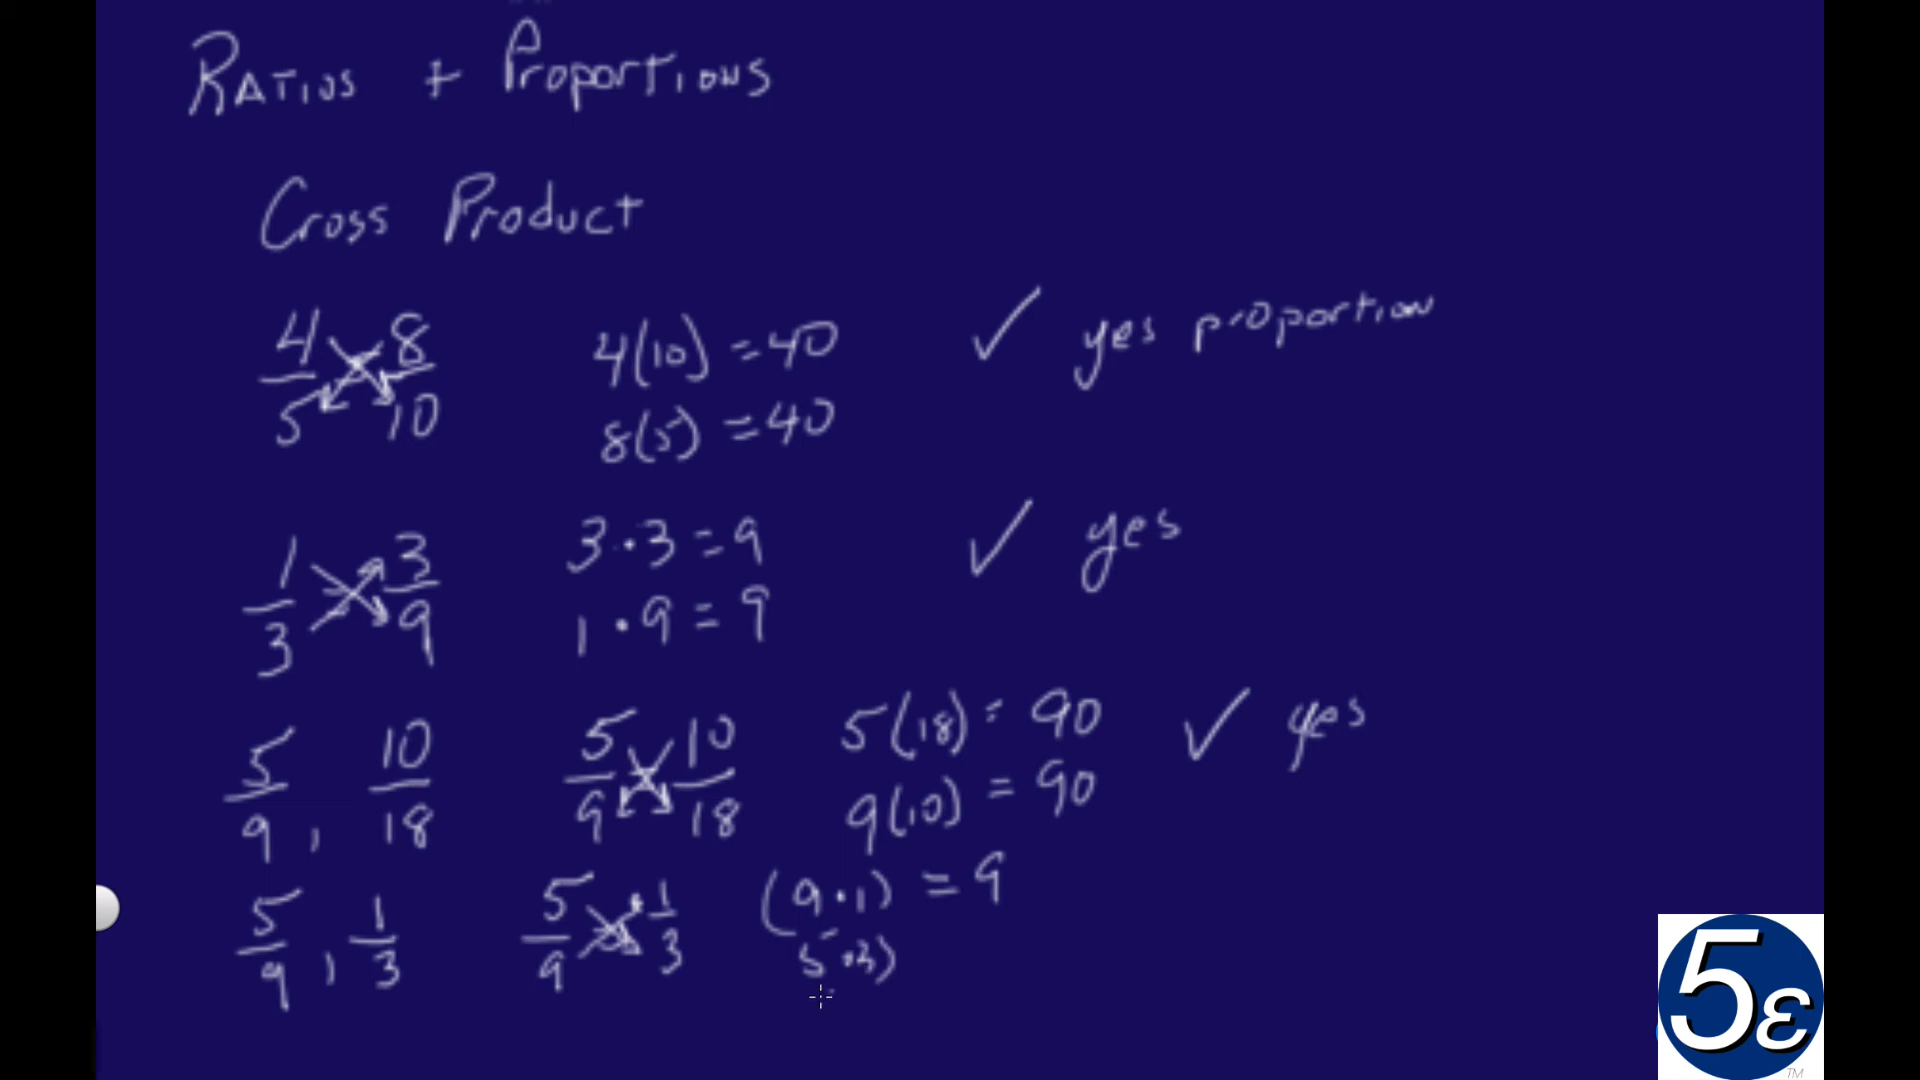 Ratios + Proportions
Cross Product
4/5 8/10 4(10) = 40 ✓ yes proportion
8(5) = 40
1/3 3/9 3·3 = 9 ✓ yes
1·9 = 9
5/9, 10/18 5/9 10/18 5(18) = 90 ✓ yes
9(10) = 90
5/9, 1/3 5/9 1/3 (9·1) = 9
5·3)
5ε
TM